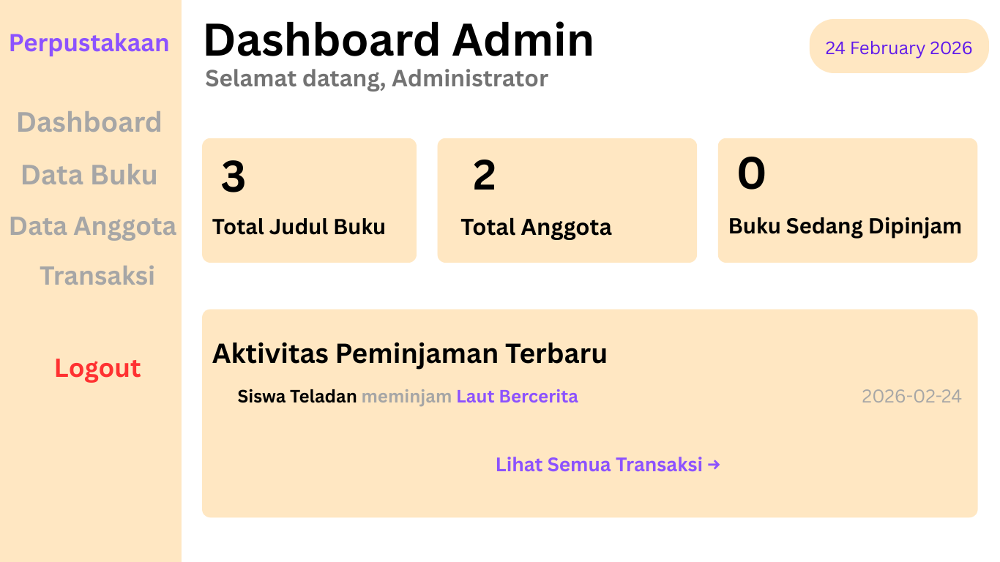 Perpustakaan
Dashboard
Data Buku
Data Anggota
Transaksi
Logout
Dashboard Admin
Selamat datang, Administrator
24 February 2026
3
Total Judul Buku
2
Total Anggota
0
Buku Sedang Dipinjam
Aktivitas Peminjaman Terbaru
Siswa Teladan meminjam Laut Bercerita 2026-02-24
Lihat Semua Transaksi →